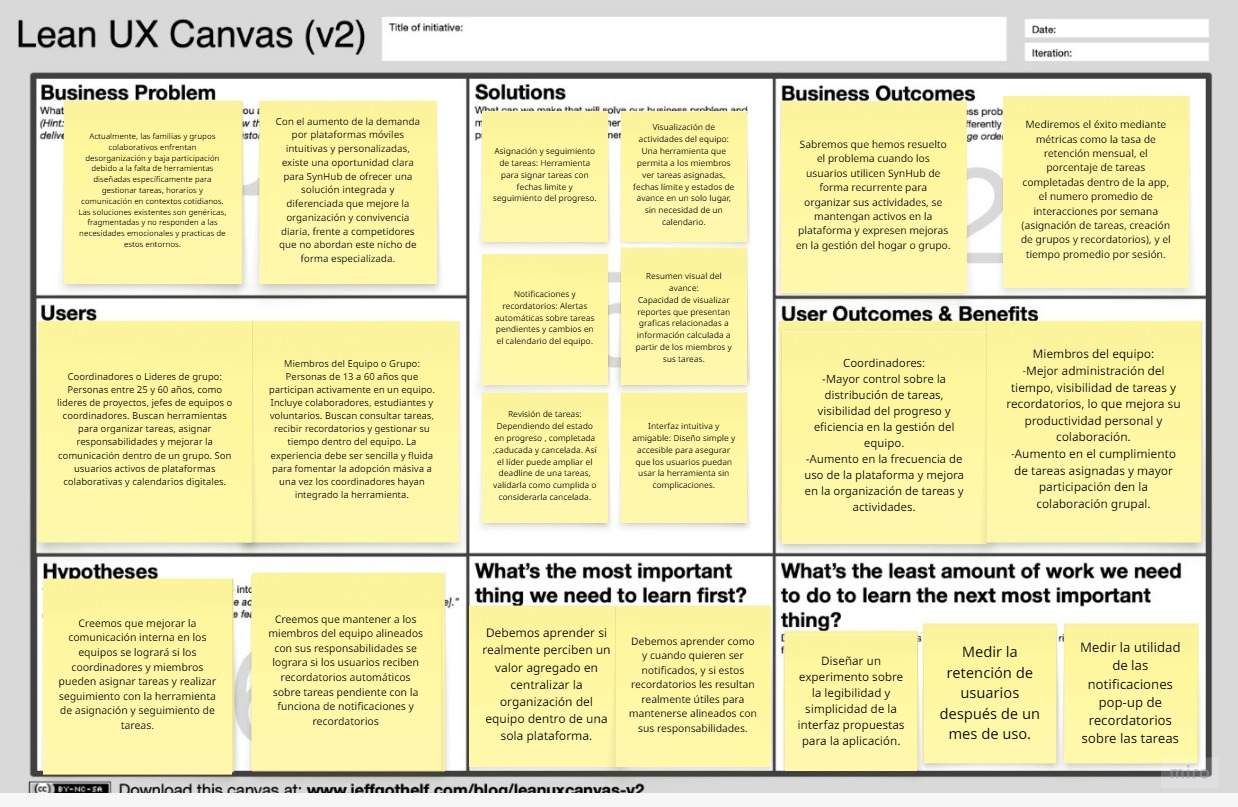 Lean UX Canvas (v2)
Title of initiative:
Date:
Iteration:
Business Problem
What
(Hint:
Actualmente, las familias y grupos
colaborativos enfrentan
desorganización y baja participación
debido a la falta de herramientas
diseñadas específicamente para
gestionar tareas, horarios y
comunicación en contextos cotidianos.
Las soluciones existentes son genéricas,
fragmentadas y no responden a las
necesidades emocionales y practicas de
estos entornos.
Con el aumento de la demanda
por plataformas móviles
intuitivas y personalizadas,
existe una oportunidad clara
para SynHub de ofrecer una
solución integrada y
diferenciada que mejore la
organización y convivencia
diaria, frente a competidores
que no abordan este nicho de
forma especializada.
Solutions
What can we make that will solve our business problem and
Asignación y seguimiento
de tareas: Herramienta
para signar tareas con
fechas límite y
seguimiento del progreso.
Visualización de
actividades del equipo:
Una herramienta que
permita a los miembros
ver tareas asignadas,
fechas límite y estados de
avance en un solo lugar,
sin necesidad de un
calendario.
Notificaciones y
recordatorios: Alertas
automáticas sobre tareas
pendientes y cambios en
el calendario del equipo.
Resumen visual del
avance:
Capacidad de visualizar
reportes que presentan
graficas relacionadas a
información calculada a
partir de los miembros y
sus tareas.
Revisión de tareas:
Dependiendo del estado
en progreso , completada
,caducada y cancelada. Así
el líder puede ampliar el
deadline de una tareas,
validarla como cumplida o
considerarla cancelada.
Interfaz intuitiva y
amigable: Diseño simple y
accesible para asegurar
que los usuarios puedan
usar la herramienta sin
complicaciones.
Business Outcomes
Sabremos que hemos resuelto
el problema cuando los
usuarios utilicen SynHub de
forma recurrente para
organizar sus actividades, se
mantengan activos en la
plataforma y expresen mejoras
en la gestión del hogar o grupo.
2
Mediremos el éxito mediante
métricas como la tasa de
retención mensual, el
porcentaje de tareas
completadas dentro de la app,
el numero promedio de
interacciones por semana
(asignación de tareas, creación
de grupos y recordatorios), y el
tiempo promedio por sesión.
Users
Coordinadores o Lideres de grupo:
Personas entre 25 y 60 años, como
lideres de proyectos, jefes de equipos o
coordinadores. Buscan herramientas
para organizar tareas, asignar
responsabilidades y mejorar la
comunicación dentro de un grupo. Son
usuarios activos de plataformas
colaborativas y calendarios digitales.
Miembros del Equipo o Grupo:
Personas de 13 a 60 años que
participan activamente en un equipo.
Incluye colaboradores, estudiantes y
voluntarios. Buscan consultar tareas,
recibir recordatorios y gestionar su
tiempo dentro del equipo. La
experiencia debe ser sencilla y fluida
para fomentar la adopción másiva a
una vez los coordinadores hayan
integrado la herramienta.
User Outcomes & Benefits
Coordinadores:
-Mayor control sobre la
distribución de tareas,
visibilidad del progreso y
eficiencia en la gestión del
equipo.
-Aumento en la frecuencia de
uso de la plataforma y mejora
en la organización de tareas y
actividades.
Miembros del equipo:
-Mejor administración del
tiempo, visibilidad de tareas y
recordatorios, lo que mejora su
productividad personal y
colaboración.
-Aumento en el cumplimiento
de tareas asignadas y mayor
participación den la
colaboración grupal.
Hypotheses
Creemos que mejorar la
comunicación interna en los
equipos se logrará si los
coordinadores y miembros
pueden asignar tareas y realizar
seguimiento con la herramienta
de asignación y seguimiento de
tareas.
Creemos que mantener a los
miembros del equipo alineados
con sus responsabilidades se
lograra si los usuarios reciben
recordatorios automáticos
sobre tareas pendiente con la
funciona de notificaciones y
recordatorios
What's the most important
thing we need to learn first?
Debemos aprender si
realmente perciben un
valor agregado en
centralizar la
organización del
equipo dentro de una
sola plataforma.
Debemos aprender como
y cuando quieren ser
notificados, y si estos
recordatorios les resultan
realmente útiles para
mantenerse alineados con
sus responsabilidades.
What's the least amount of work we need
to do to learn the next most important
thing?
Diseñar un
experimento sobre
la legibilidad y
simplicidad de la
interfaz propuestas
para la aplicación.
Medir la
retención de
usuarios
después de un
mes de uso.
Medir la utilidad
de las
notificaciones
pop-up de
recordatorios
sobre las tareas
miro
(cc) BY-NC-SA
Download this canvas at: www.jeffgothelf.com/blog/leanuxcanvas-v2